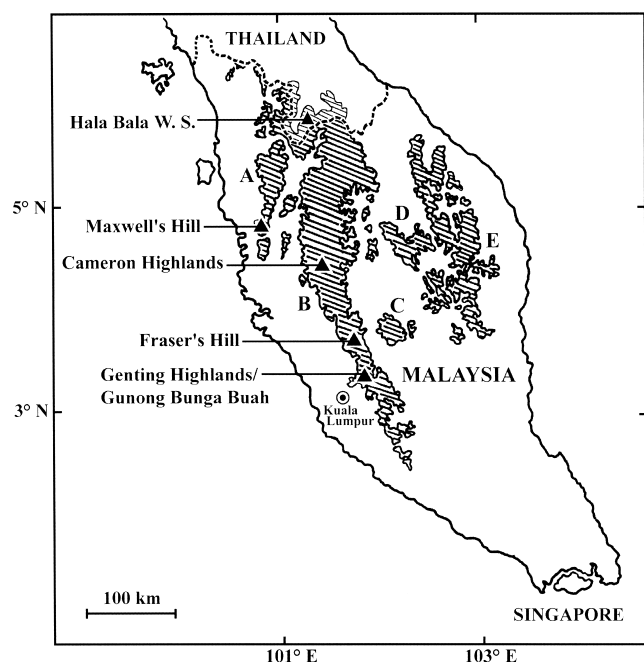 THAILAND
Hala Bala W. S.
A
5° N
D
Maxwell's Hill
E
Cameron Highlands
B
C
Fraser's Hill
Genting Highlands/
Gunong Bunga Buah
MALAYSIA
3° N
Kuala
Lumpur
100 km
SINGAPORE
101° E
103° E